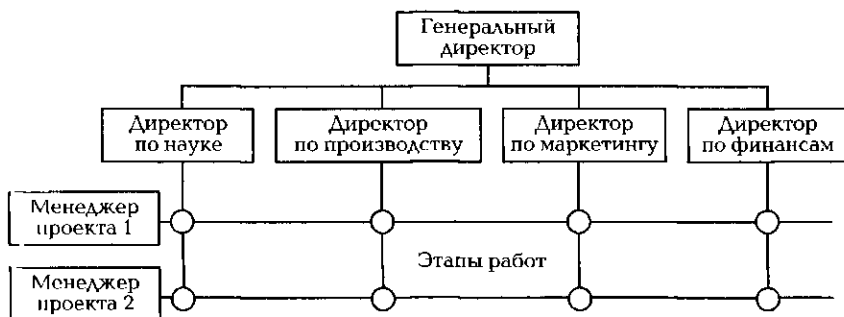 Генеральный
директор
Директор
по науке
Директор
по производству
Директор
по маркетингу
Директор
по финансам
Менеджер
проекта 1
Этапы работ
Менеджер
проекта 2